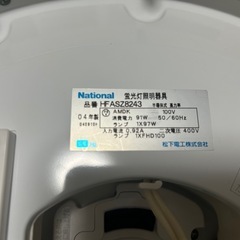 National 蛍光灯照明器具
品番 HFASZ8243
04年製
AMDK 100V
消費電力 91W 50/60Hz
ランプ 1X97W
入力電流 0.92A 二次電圧 400V
ランプ 1XFHD100
松下電工株式会社